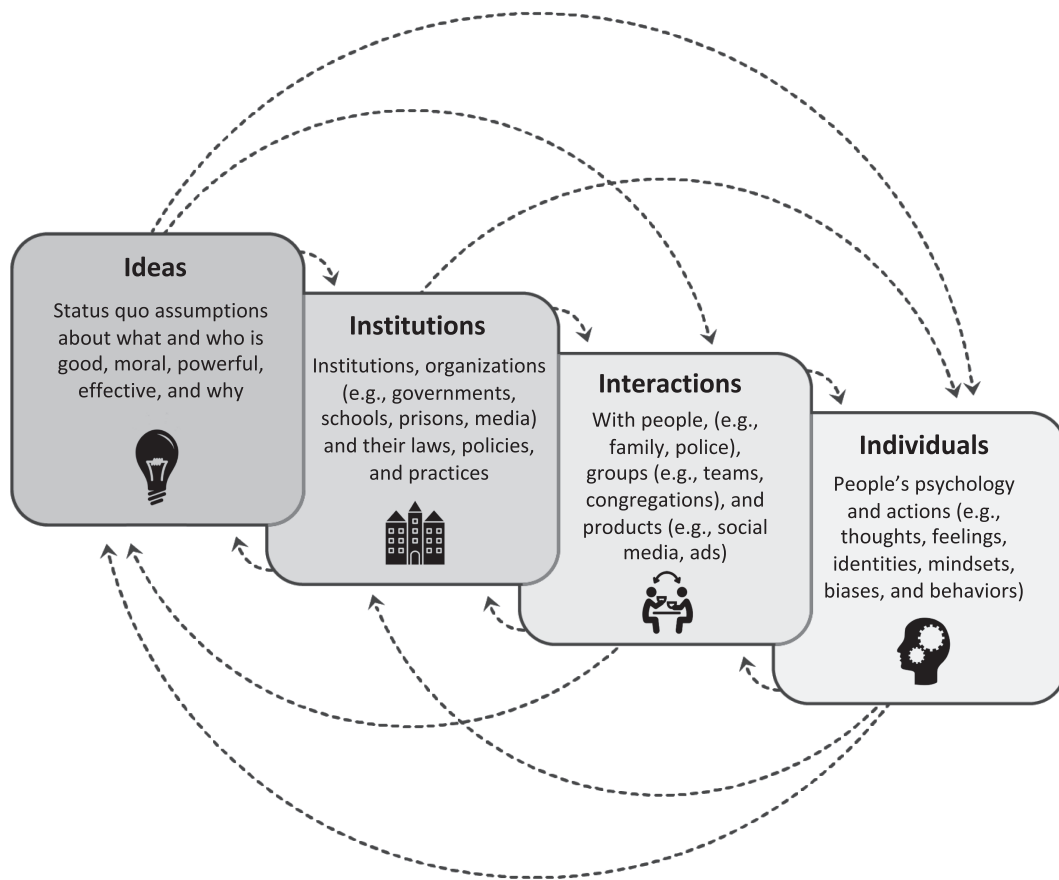 Ideas
Status quo assumptions
about what and who is
good, moral, powerful,
effective, and why
Institutions
Institutions, organizations
(e.g., governments,
schools, prisons, media)
and their laws, policies,
and practices
Interactions
With people, (e.g.,
family, police),
groups (e.g., teams,
congregations), and
products (e.g., social
media, ads)
Individuals
People’s psychology
and actions (e.g.,
thoughts, feelings,
identities, mindsets,
biases, and behaviors)